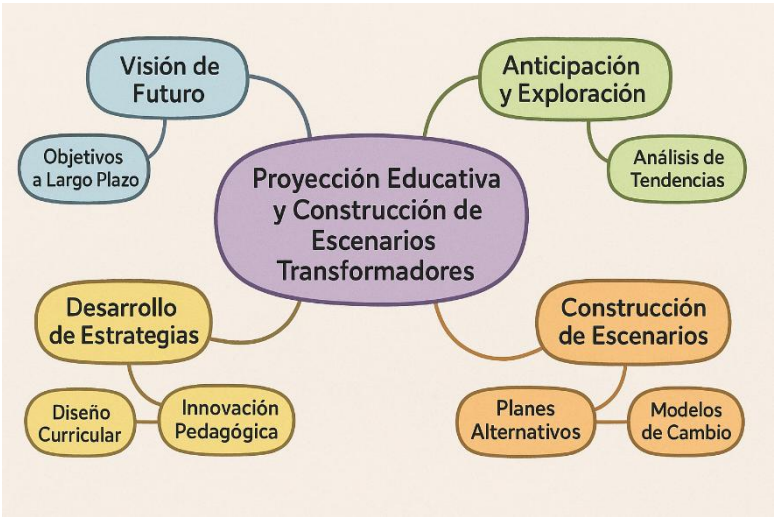 Visión de
Futuro
Objetivos
a Largo Plazo
Anticipación
y Exploración
Análisis de
Tendencias
Proyección Educativa
y Construcción de
Escenarios
Transformadores
Desarrollo
de Estrategias
Diseño
Curricular
Innovación
Pedagógica
Construcción
de Escenarios
Planes
Alternativos
Modelos
de Cambio